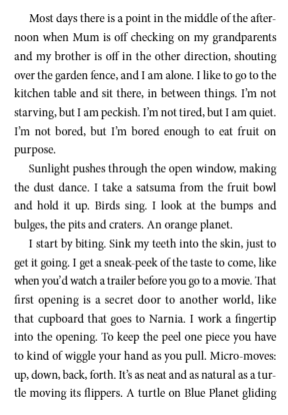 Most days there is a point in the middle of the after-
noon when Mum is off checking on my grandparents
and my brother is off in the other direction, shouting
over the garden fence, and I am alone. I like to go to the
kitchen table and sit there, in between things. I'm not
starving, but I am peckish. I'm not tired, but I am quiet.
I'm not bored, but I'm bored enough to eat fruit on
purpose.
Sunlight pushes through the open window, making
the dust dance. I take a satsuma from the fruit bowl
and hold it up. Birds sing. I look at the bumps and
bulges, the pits and craters. An orange planet.
I start by biting. Sink my teeth into the skin, just to
get it going. I get a sneak-peek of the taste to come, like
when you'd watch a trailer before you go to a movie. That
first opening is a secret door to another world, like
that cupboard that goes to Narnia. I work a fingertip
into the opening. To keep the peel one piece you have
to kind of wiggle your hand as you pull. Micro-moves:
up, down, back, forth. It's as neat and as natural as a tur-
tle moving its flippers. A turtle on Blue Planet gliding